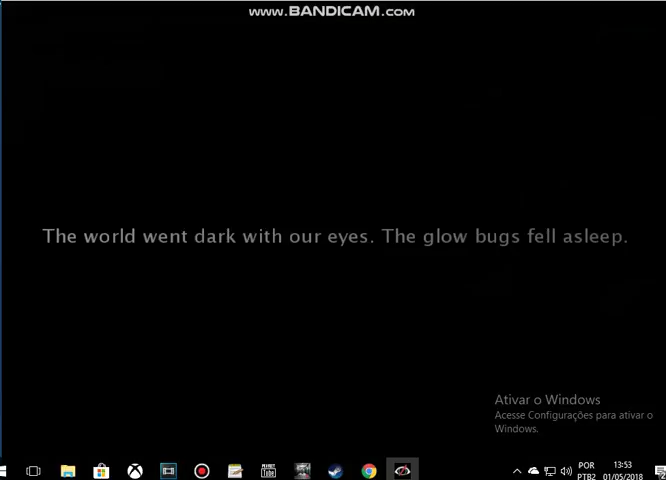 www.BANDICAM.com
The world went dark with our eyes. The glow bugs fell asleep.
Ativar o Windows
Acesse Configurações para ativar o
Windows.
POR
PTB2
13:53
01/05/2018